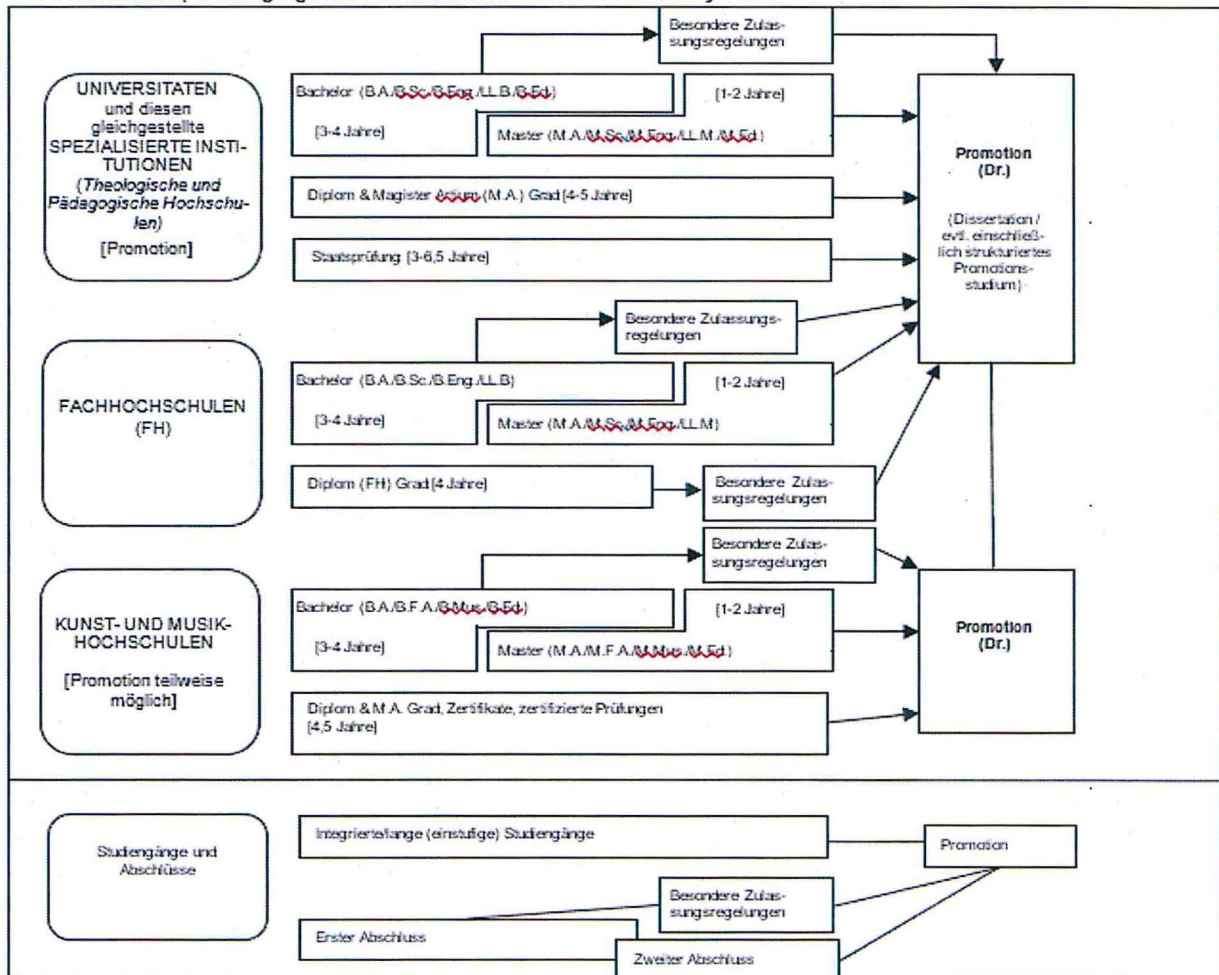 Besondere Zulas-
sungsregelungen
UNIVERSITATEN
und diesen
gleichgestellte
SPEZIALISIERTE INSTI-
TUTIONEN
(Theologische und
Pädagogische Hochschu-
len)
[Promotion]
Bachelor (B.A./B.Sc./B.Eng./LL.B./B.Ed.)
[3-4 Jahre]
[1-2 Jahre]
Master (M.A./M.Sc./M.Eng./LL.M./M.Ed.)
Diplom & Magister Artium (M.A.) Grad [4-5 Jahre]
Staatsprüfung [3-6,5 Jahre]
Promotion
(Dr.)
(Dissertation /
evtl. einschließ-
lich strukturiertes
Promotions-
studium)
Besondere Zulassungs-
regelungen
FACHHOCHSCHULEN
(FH)
Bachelor (B.A./B.Sc./B.Eng./LL.B)
[3-4 Jahre]
[1-2 Jahre]
Master (M.A./M.Sc./M.Eng./LL.M)
Diplom (FH) Grad [4 Jahre]
Besondere Zulas-
sungsregelungen
Besondere Zulas-
sungsregelungen
KUNST- UND MUSIK-
HOCHSCHULEN
[Promotion teilweise
möglich]
Bachelor (B.A./B.F.A./B.Mus./B.Ed.)
[3-4 Jahre]
[1-2 Jahre]
Master (M.A./M.F.A./M.Mus./M.Ed.)
Diplom & M.A. Grad, Zertifikate, zertifizierte Prüfungen
[4,5 Jahre]
Promotion
(Dr.)
Studiengänge und
Abschlüsse
Integrierte/lange (einstufige) Studiengänge
Promotion
Besondere Zulas-
sungsregelungen
Erster Abschluss
Zweiter Abschluss